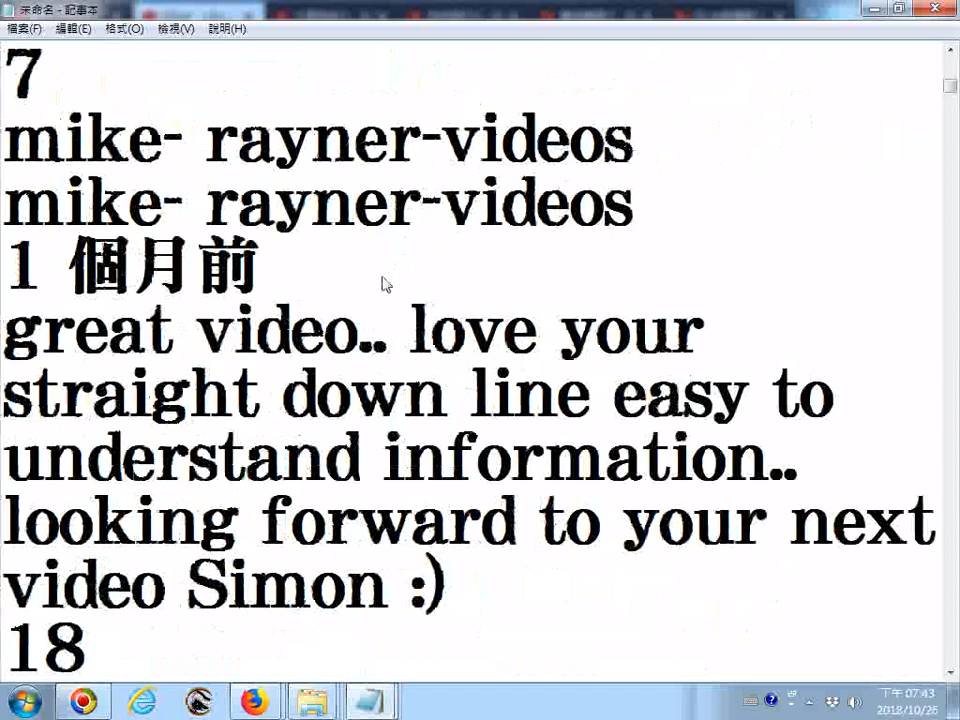 未命名 - 記事本
檔案(F) 編輯(E) 格式(O) 檢視(V) 說明(H)
7
mike- rayner-videos
mike- rayner-videos
1 個月前
great video.. love your
straight down line easy to
understand information..
looking forward to your next
video Simon :)
18
下午 07:43
2018/10/26